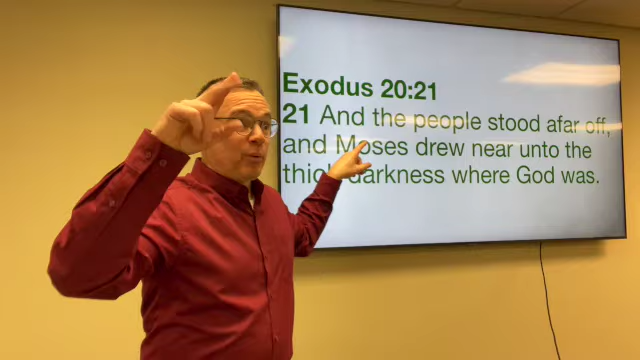 Exodus 20:21
21 And the people stood afar off,
and Moses drew near unto the
thick darkness where God was.